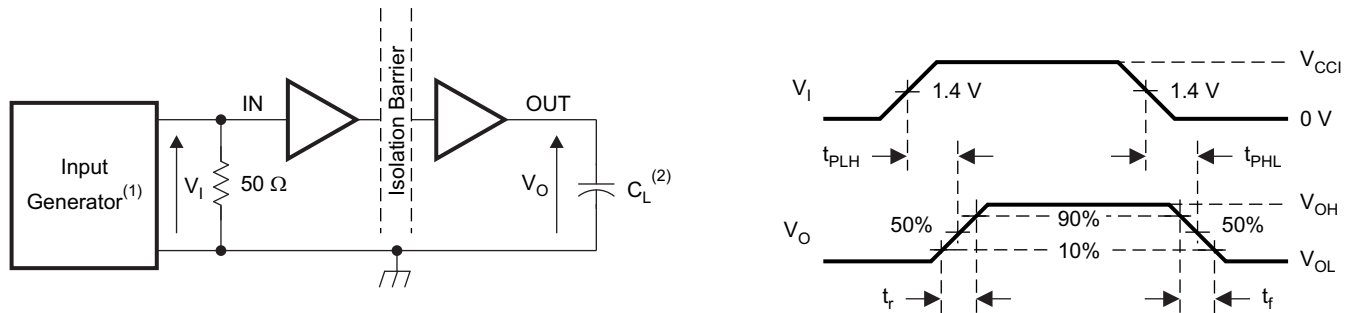 Input
Generator(1)
VI
50 Ω
IN
Isolation Barrier
OUT
VO
CL(2)
VI
1.4 V
1.4 V
VCCI
0 V
tPLH
tPHL
VO
50%
90%
10%
50%
VOH
VOL
tr
tf